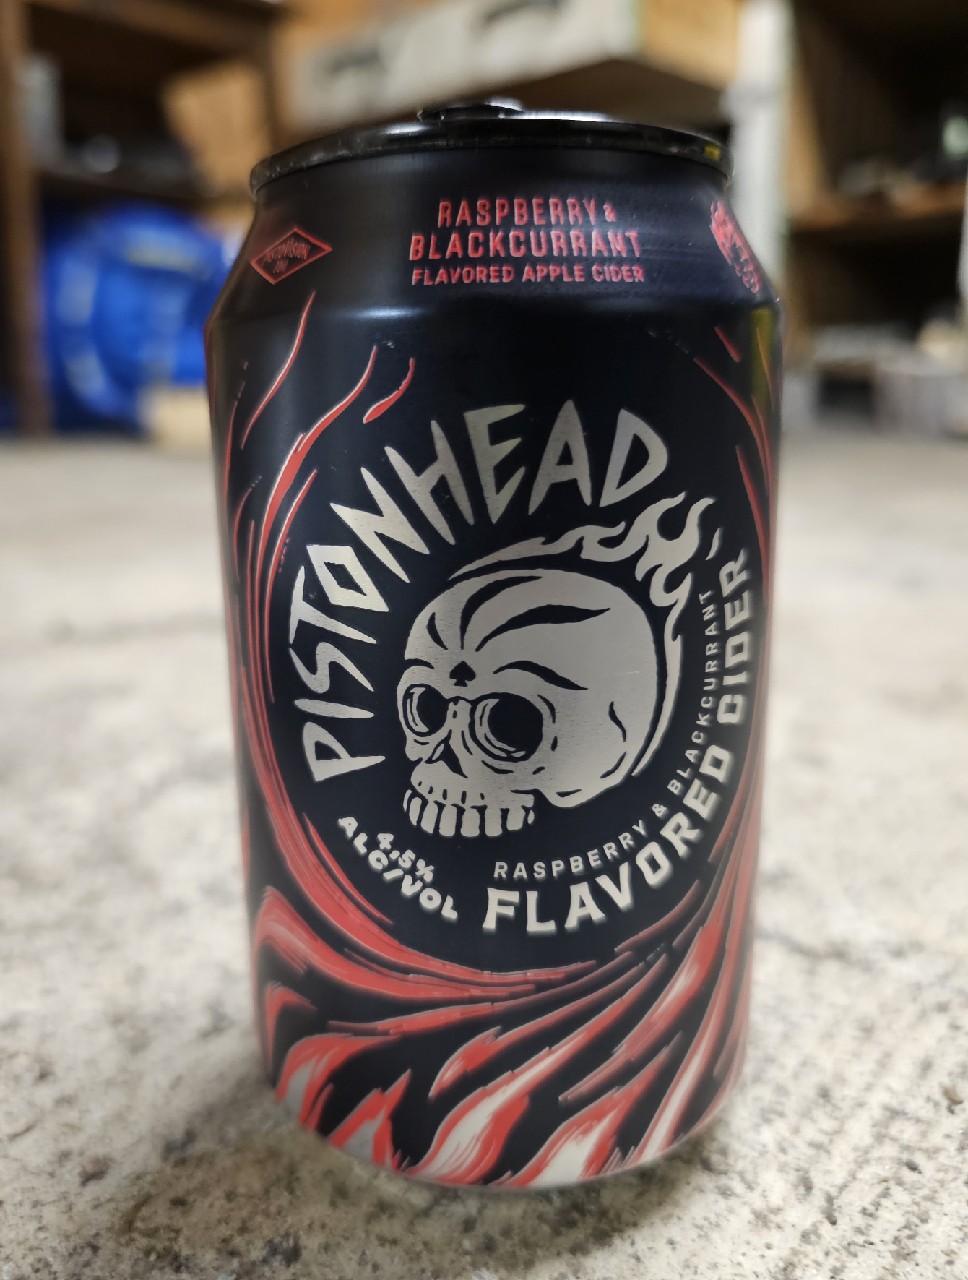 RASPBERRY &
BLACKCURRANT
FLAVORED APPLE CIDER
PISTONHEAD
4,5%
ALC/VOL
RASPBERRY & BLACKCURRANT
FLAVORED CIDER